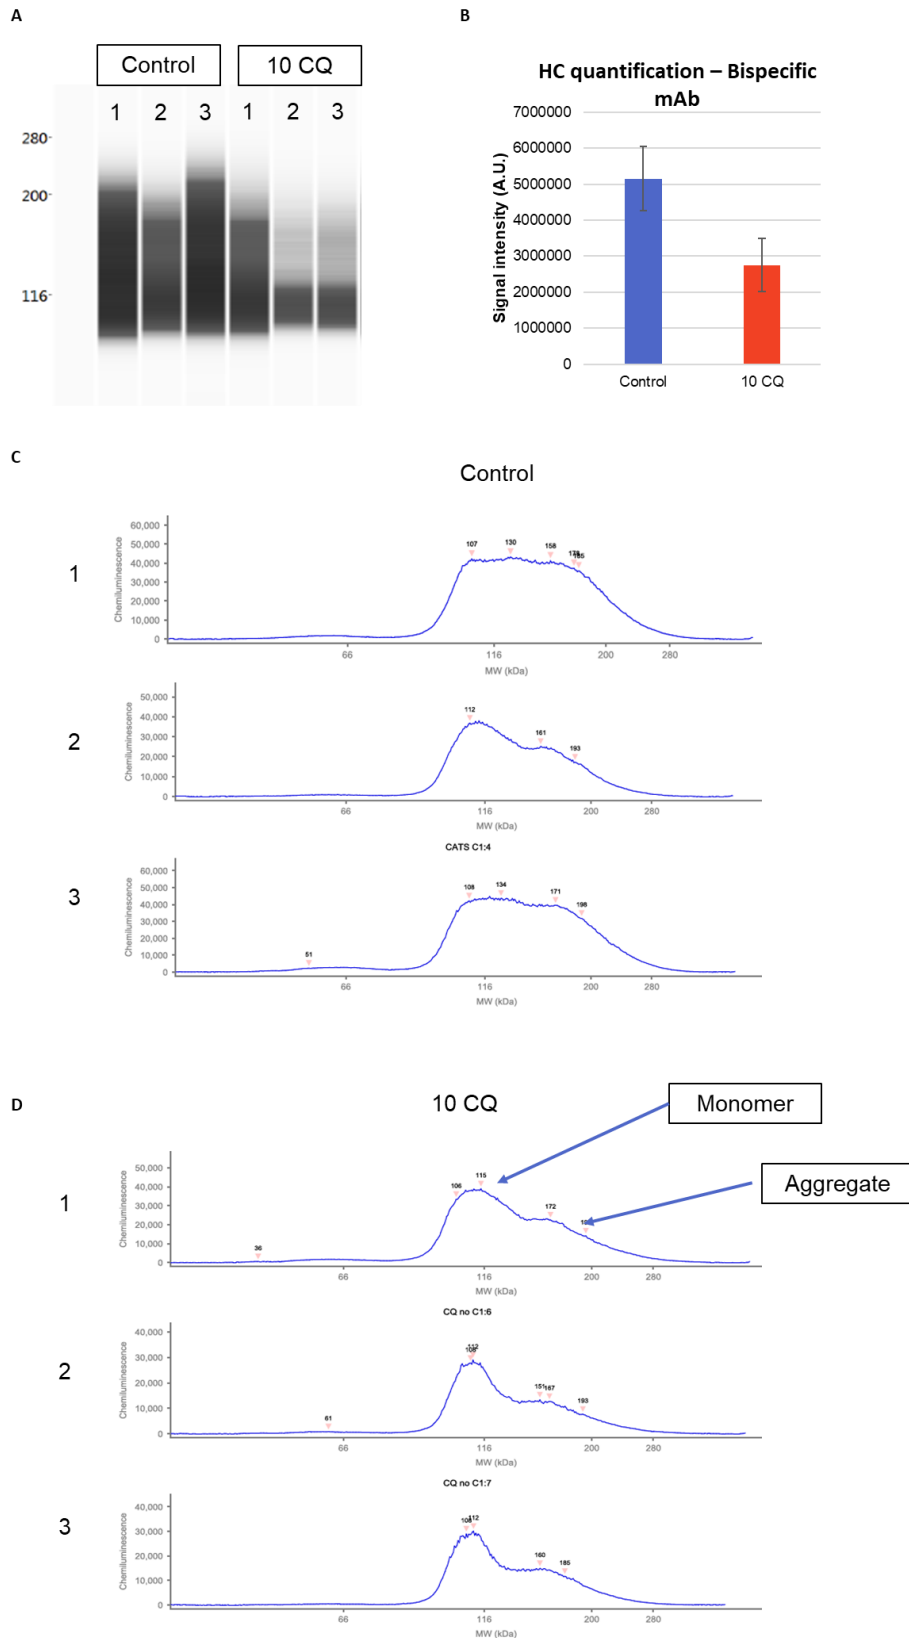 A
Control
10 CQ
1 2 3 1 2 3
280-
200-
116-
B
HC quantification – Bispecific
mAb
Signal intensity (A.U.)
7000000
6000000
5000000
4000000
3000000
2000000
1000000
0
Control 10 CQ
C
Control
1
Chemiluminescence
60,000
50,000
40,000
30,000
20,000
10,000
0
107 130 158 185
66 116 200 280
MW (kDa)
2
Chemiluminescence
50,000
40,000
30,000
20,000
10,000
0
112 161 193
66 116 200 280
MW (kDa)
CATS C1:4
3
Chemiluminescence
60,000
50,000
40,000
30,000
20,000
10,000
0
51 108 134 171 198
66 116 200 280
MW (kDa)
D
10 CQ
Monomer
Aggregate
1
Chemiluminescence
50,000
40,000
30,000
20,000
10,000
0
36 106 115 172
66 116 200 280
MW (kDa)
CQ no C1:6
2
Chemiluminescence
40,000
30,000
20,000
10,000
0
61 112 151 167 193
66 116 200 280
MW (kDa)
CQ no C1:7
3
Chemiluminescence
40,000
30,000
20,000
10,000
0
112 160 185
66 116 200 280
MW (kDa)